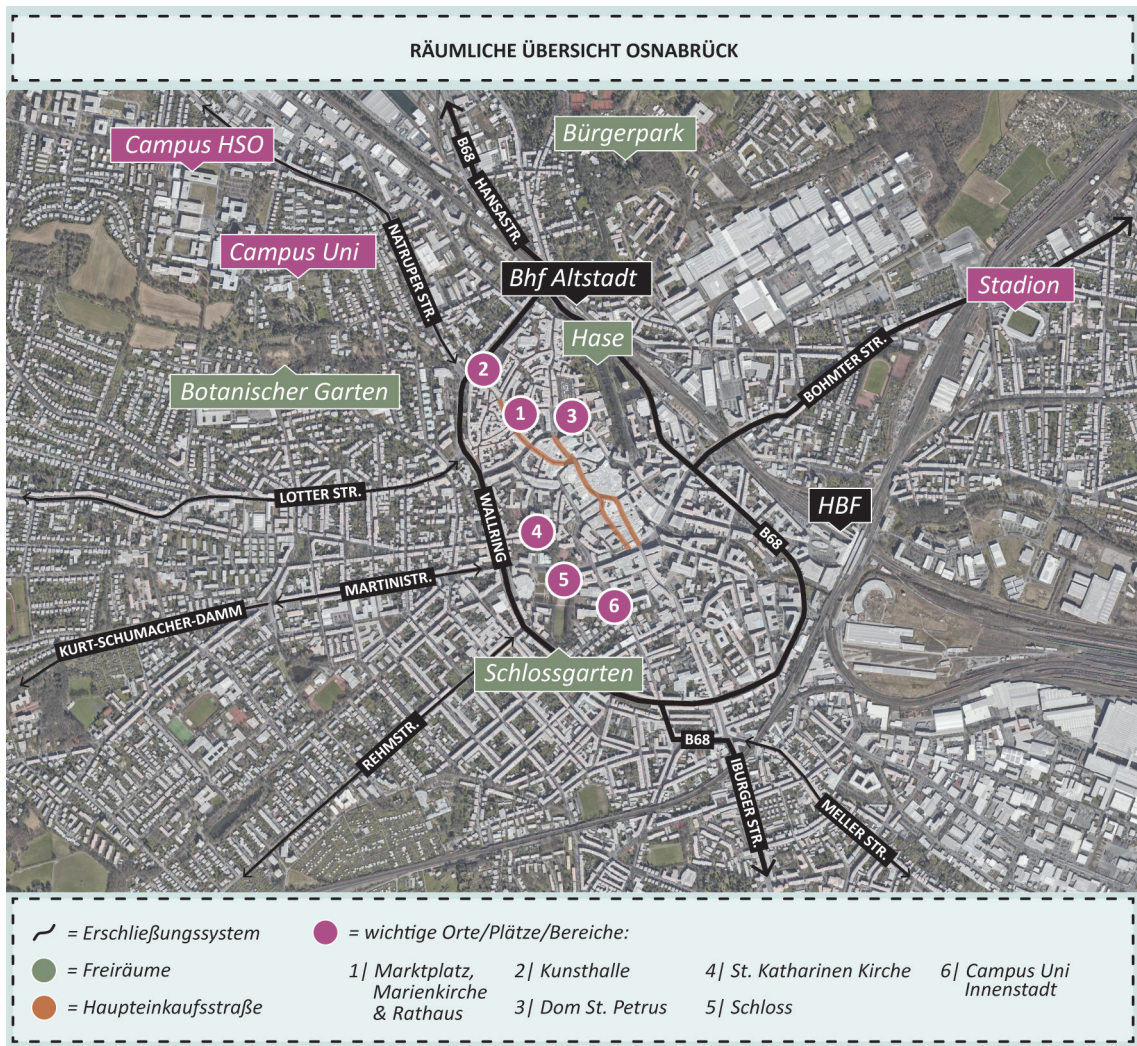 RÄUMLICHE ÜBERSICHT OSNABRÜCK
Campus HSO
B68
HANSASTR.
Bürgerpark
Campus Uni
NATRUPER STR.
Bhf Altstadt
Stadion
Hase
2
Botanischer Garten
BOHMTER STR.
1
3
LOTTER STR.
HBF
WALLRING
4
B68
MARTINISTR.
5
6
KURT-SCHUMACHER-DAMM
Schlossgarten
REHMSTR.
B68
IBURGER STR.
MELLER STR.
= Erschließungssystem
= Freiräume
= Haupteinkaufsstraße
= wichtige Orte/Plätze/Bereiche:
1| Marktplatz,
Marienkirche
& Rathaus
2| Kunsthalle
3| Dom St. Petrus
4| St. Katharinen Kirche
5| Schloss
6| Campus Uni
Innenstadt